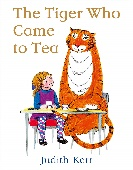 The Tiger Who
Came to Tea
Judith Kerr